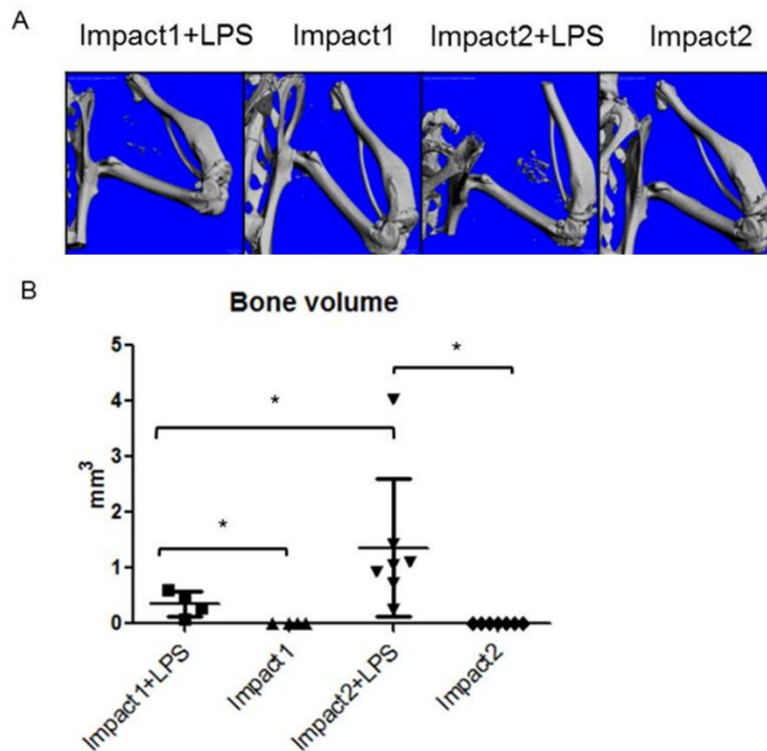 A
Impact1+LPS Impact1 Impact2+LPS Impact2
B
Bone volume
mm3
5
4
3
2
1
0
*
*
*
Impact1+LPS
Impact1
Impact2+LPS
Impact2